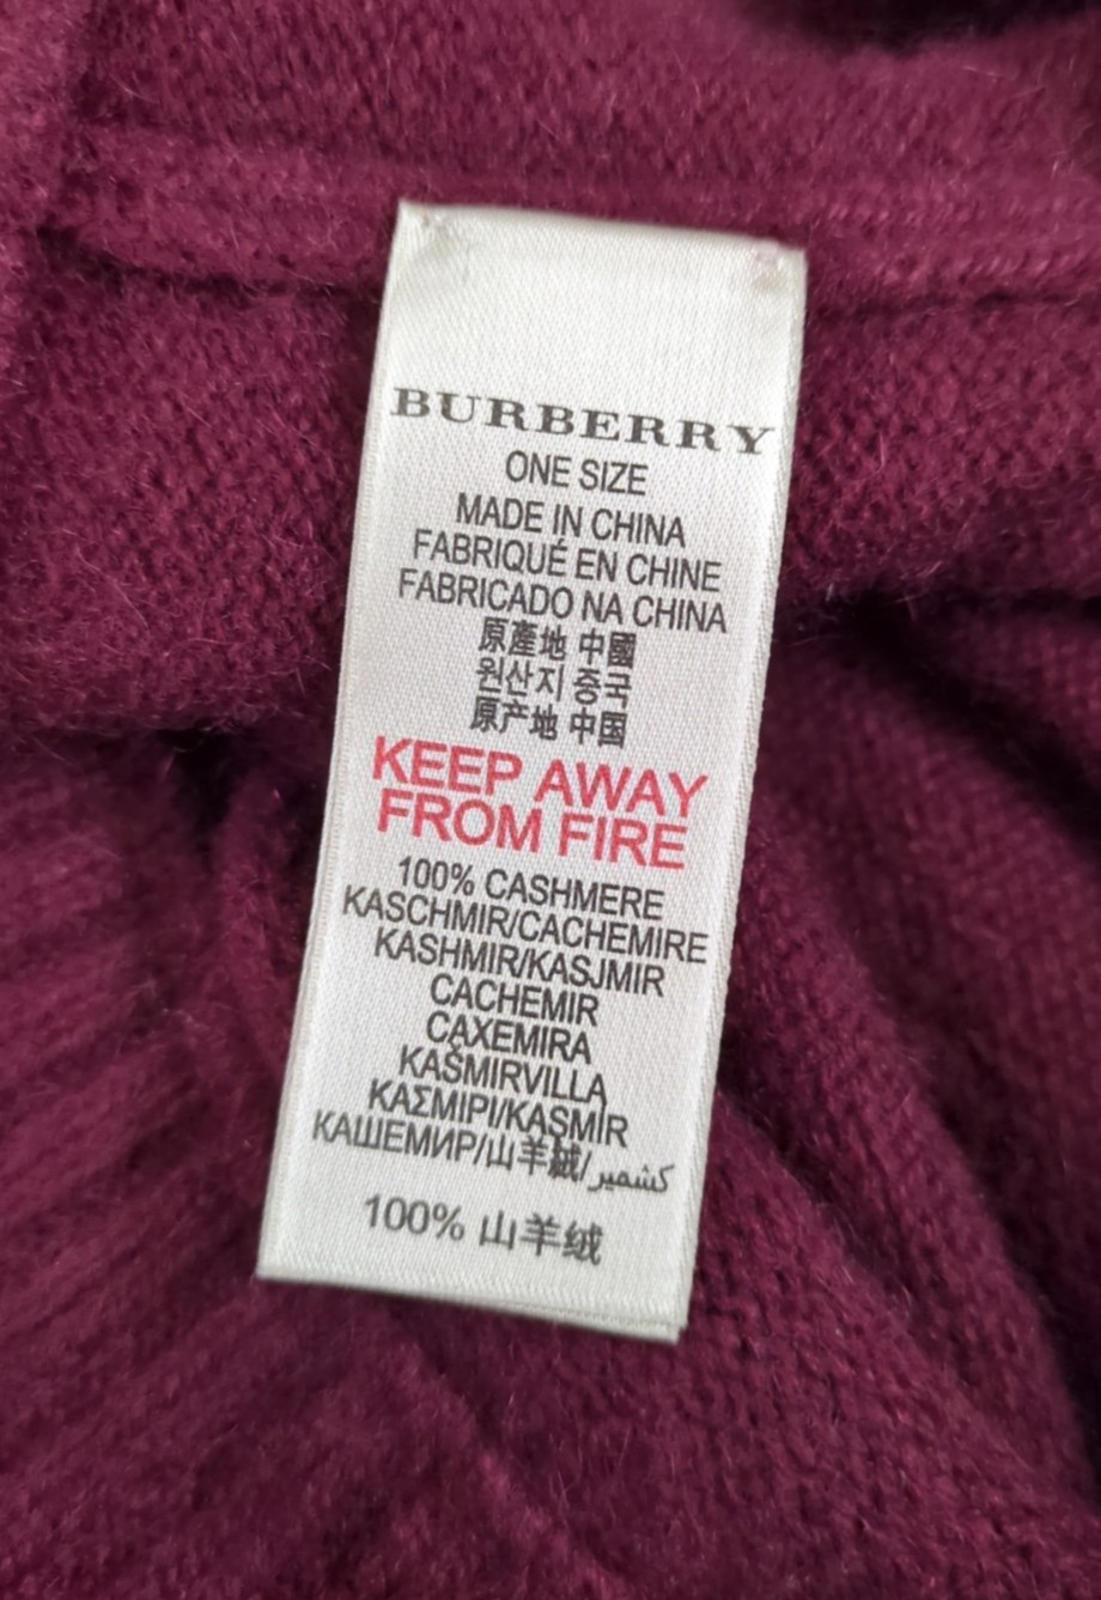 BURBERRY
ONE SIZE
MADE IN CHINA
FABRIQUÉ EN CHINE
FABRICADO NA CHINA
原產地 中國
원산지 중국
原产地 中国
KEEP AWAY
FROM FIRE
100% CASHMERE
KASCHMIR/CACHEMIRE
KASHMIR/KASJMIR
CACHEMIR
CAXEMIRA
KAŠMIRVILLA
ΚΑΣΜΙΡΙ/KAŞMİR
КАШЕМИР/山羊絨/كشمير
100% 山羊绒